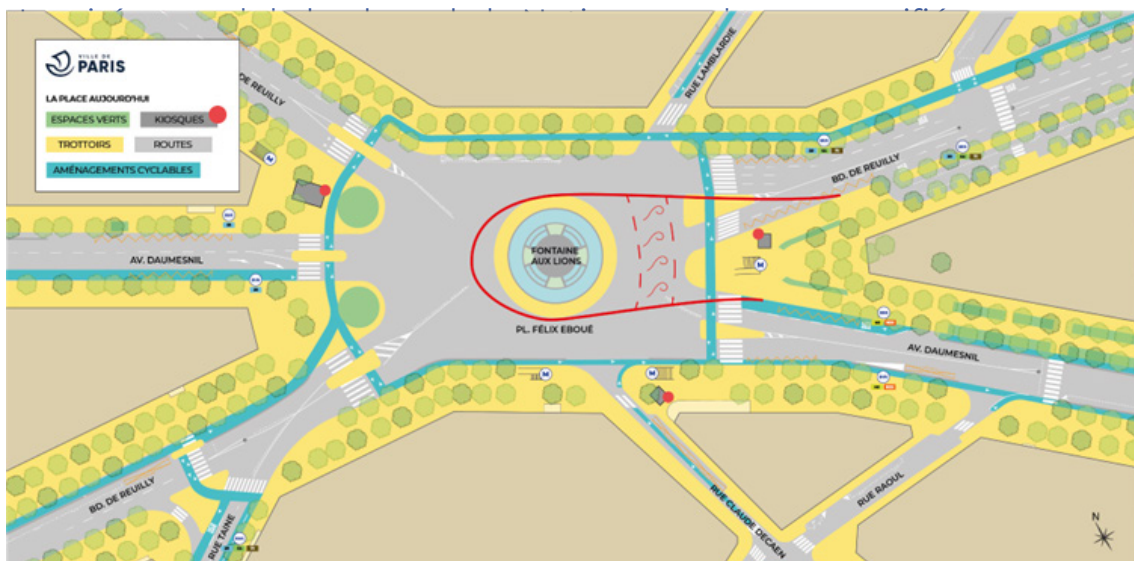 VILLE DE
PARIS
LA PLACE AUJOURD'HUI
ESPACES VERTS
KIOSQUES
TROTTOIRS
ROUTES
AMÉNAGEMENTS CYCLABLES
DE REUILLY
RUE LAMBLARDIE
BD. DE REUILLY
M
AV. DAUMESNIL
FONTAINE
AUX LIONS
M
PL. FÉLIX EBOUÉ
AV. DAUMESNIL
M
M
BD. DE REUILLY
RUE TAINE
RUE CLAUDE DECAEN
RUE RAOUL
N